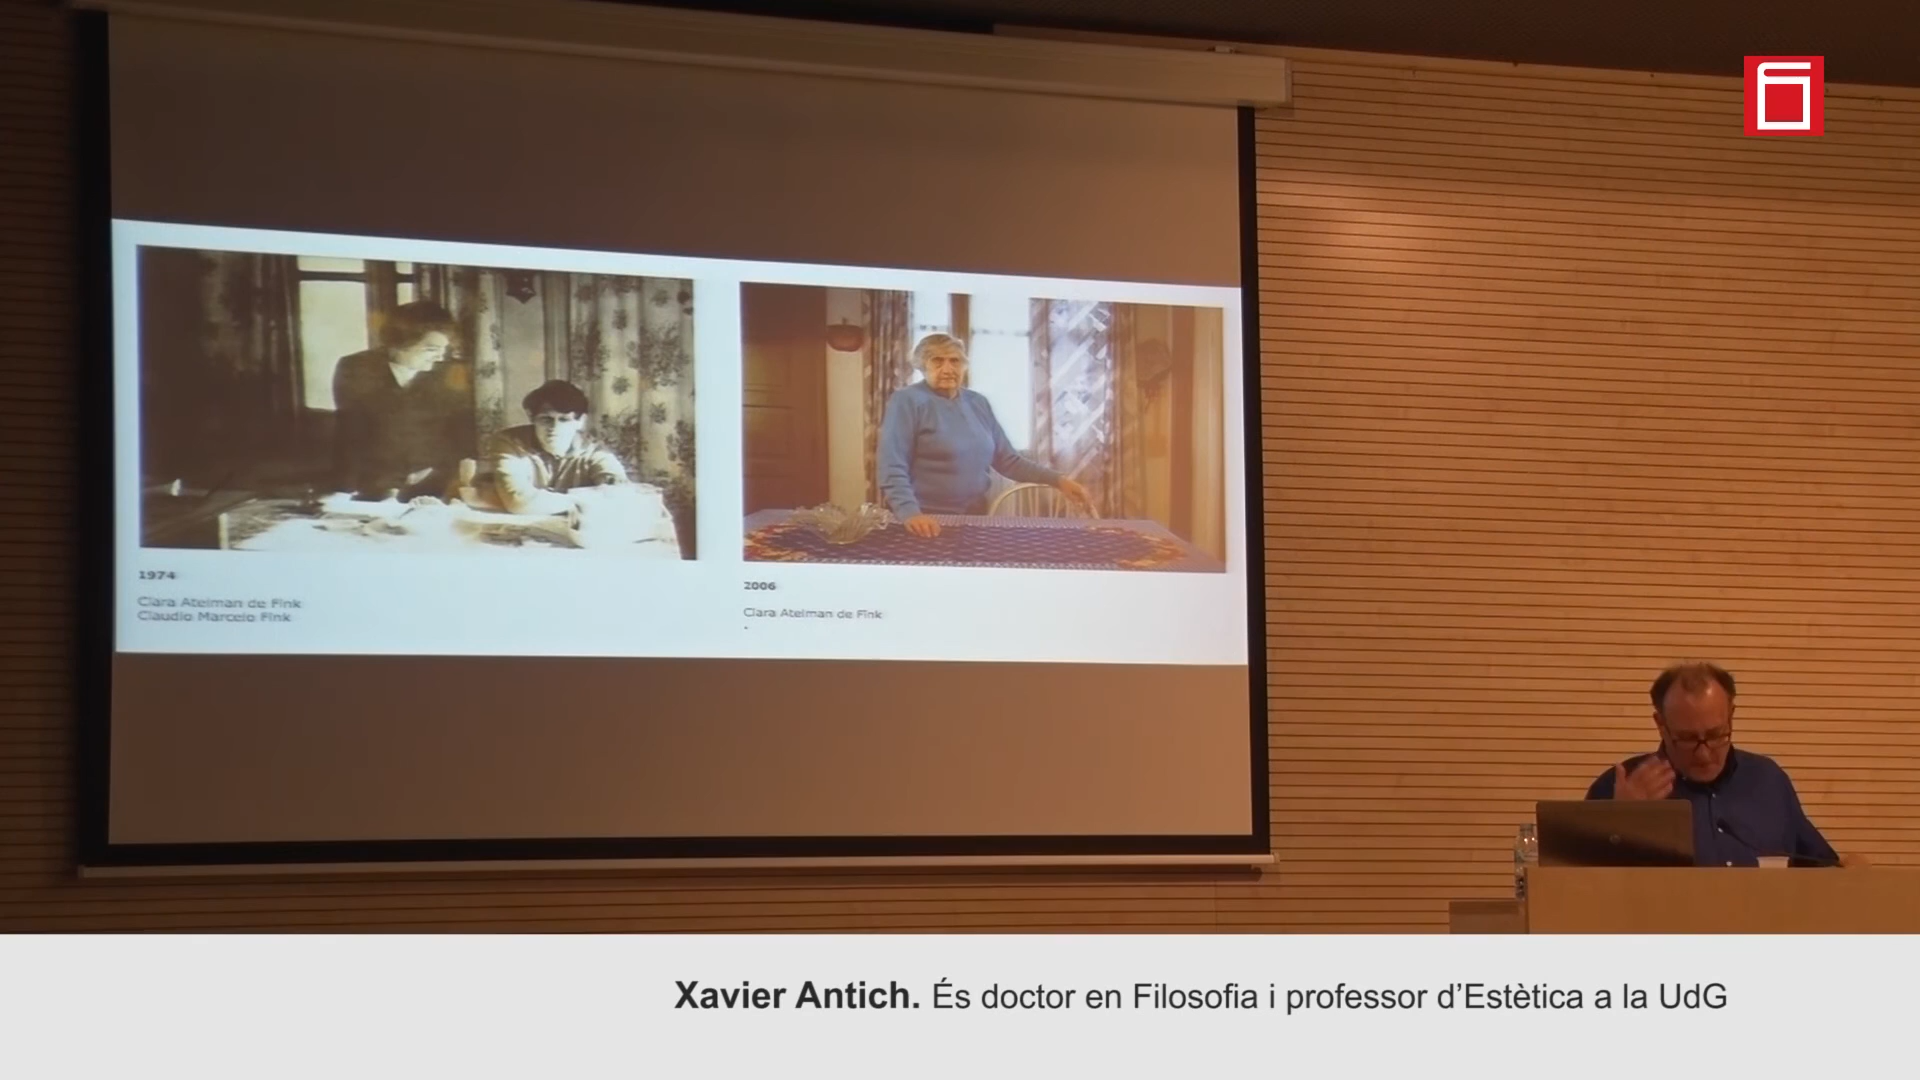 1974
Clara Atelman de Fink
Claudio Marcelo Fink
2006
Clara Atelman de Fink
Xavier Antich. És doctor en Filosofia i professor d'Estètica a la UdG